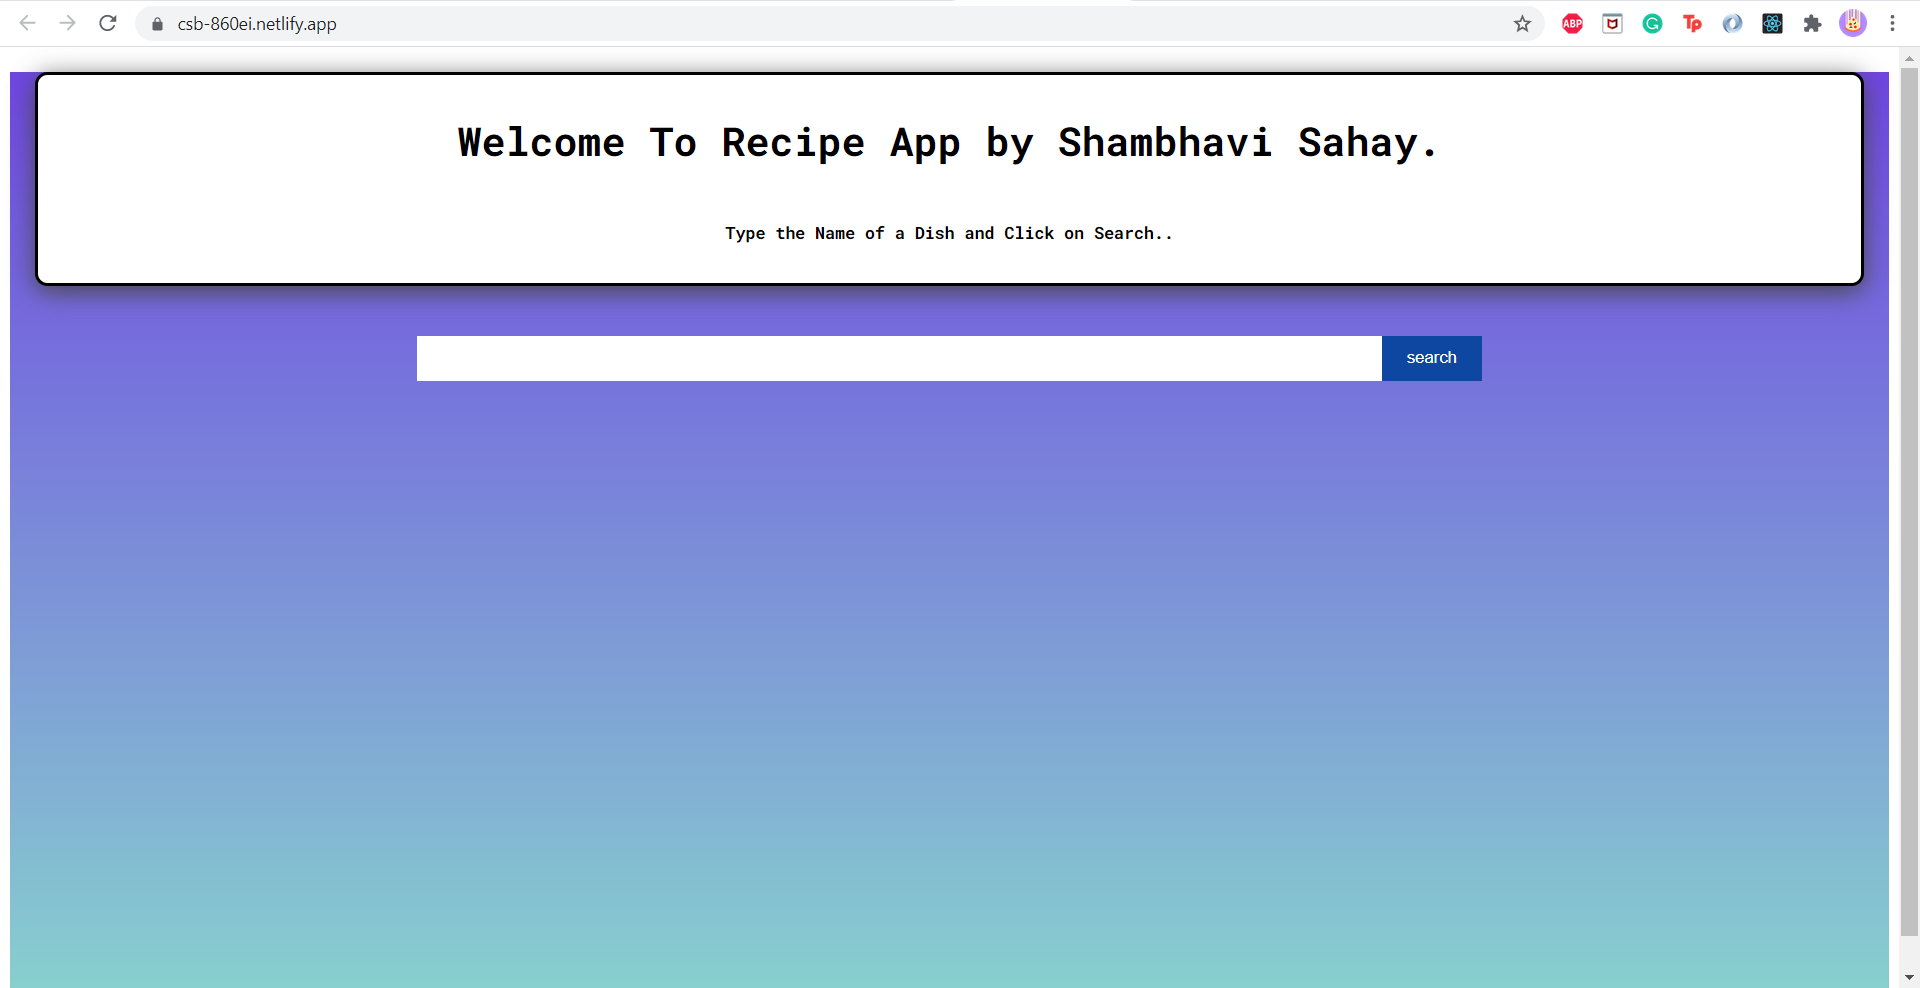 csb-860ei.netlify.app
ABP
Tp
Welcome To Recipe App by Shambhavi Sahay.
Type the Name of a Dish and Click on Search..
search